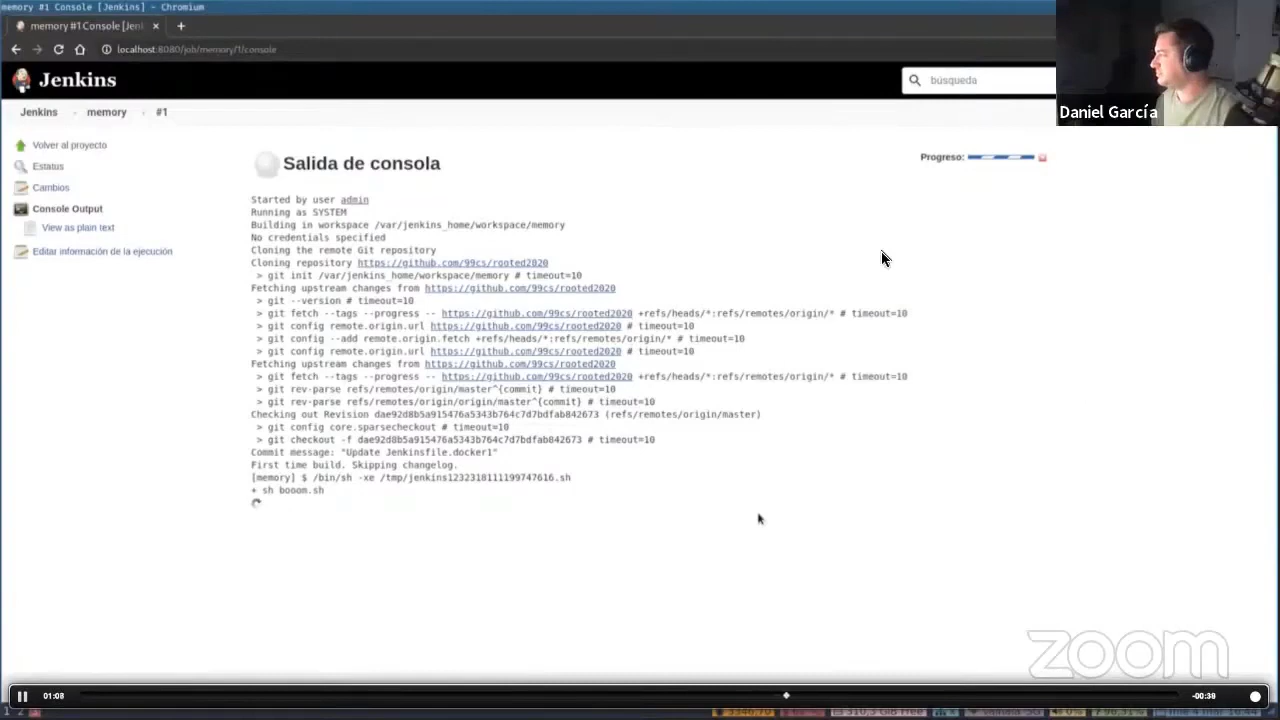 memory #1 Console [Jenkins] - Chromium
memory #1 Console [Jen
localhost:8080/job/memory/1/console
Jenkins
búsqueda
Daniel García
Jenkins
memory
#1
Volver al proyecto
Estatus
Cambios
Console Output
View as plain text
Editar información de la ejecución
Salida de consola
Progreso:
Started by user admin
Running as SYSTEM
Building in workspace /var/jenkins_home/workspace/memory
No credentials specified
Cloning the remote Git repository
Cloning repository https://github.com/99cs/rooted2020
> git init /var/jenkins_home/workspace/memory # timeout=10
Fetching upstream changes from https://github.com/99cs/rooted2020
> git --version # timeout=10
> git fetch --tags --progress -- https://github.com/99cs/rooted2020 +refs/heads/*:refs/remotes/origin/* # timeout=10
> git config remote.origin.url https://github.com/99cs/rooted2020 # timeout=10
> git config --add remote.origin.fetch +refs/heads/*:refs/remotes/origin/* # timeout=10
> git config remote.origin.url https://github.com/99cs/rooted2020 # timeout=10
Fetching upstream changes from https://github.com/99cs/rooted2020
> git fetch --tags --progress -- https://github.com/99cs/rooted2020 +refs/heads/*:refs/remotes/origin/* # timeout=10
> git rev-parse refs/remotes/origin/master^{commit} # timeout=10
> git rev-parse refs/remotes/origin/origin/master^{commit} # timeout=10
Checking out Revision dae92d8b5a915476a5343b764c7d7bdfab842673 (refs/remotes/origin/master)
> git config core.sparsecheckout # timeout=10
> git checkout -f dae92d8b5a915476a5343b764c7d7bdfab842673 # timeout=10
Commit message: "Update Jenkinsfile.docker1"
First time build. Skipping changelog.
[memory] $ /bin/sh -xe /tmp/jenkins1232318111199747616.sh
+ sh booom.sh
zoom
01:08
-00:39